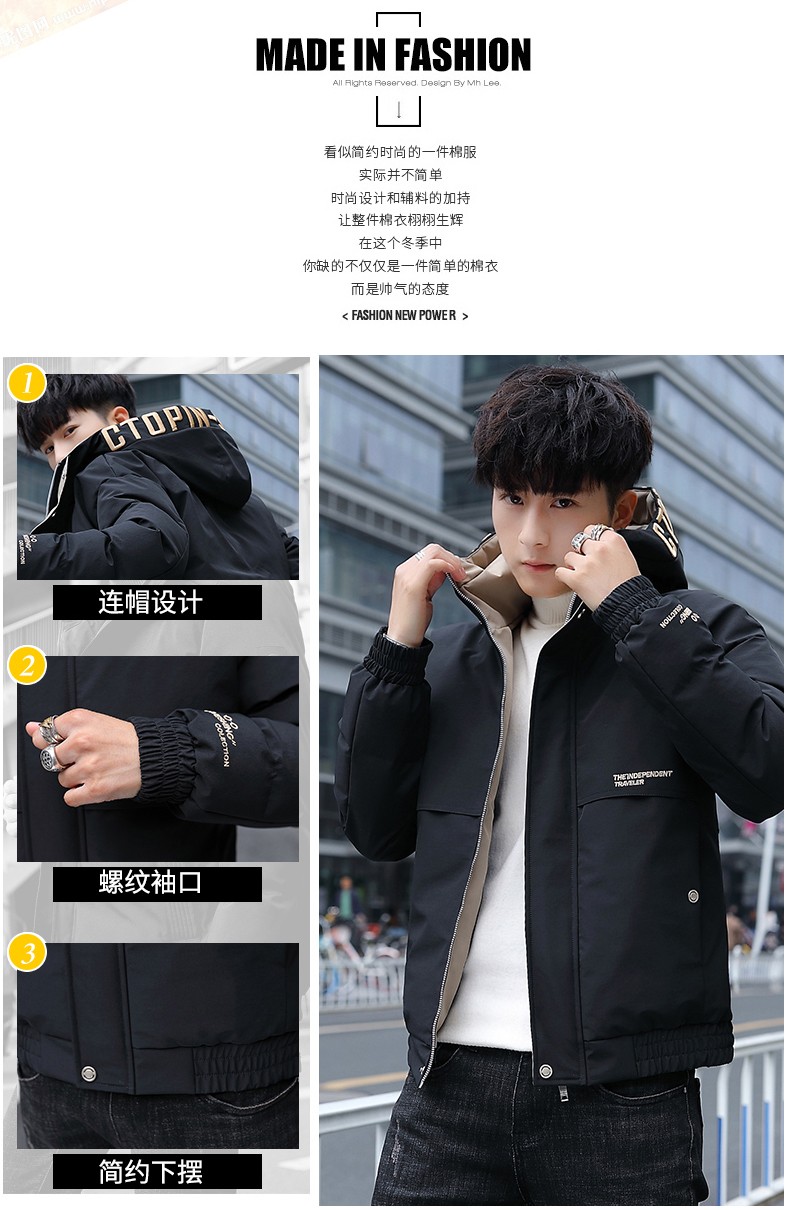 MADE IN FASHION
All Rights Reserved. Design By Mh Lee.
看似简约时尚的一件棉服
实际并不简单
时尚设计和辅料的加持
让整件棉衣栩栩生辉
在这个冬季中
你缺的不仅仅是一件简单的棉衣
而是帅气的态度
< FASHION NEW POWER >
1
CTOPIN
COLECTION
连帽设计
2
COLECTION
螺纹袖口
3
简约下摆
COLECTION
THE INDEPENDENT
TRAVELER